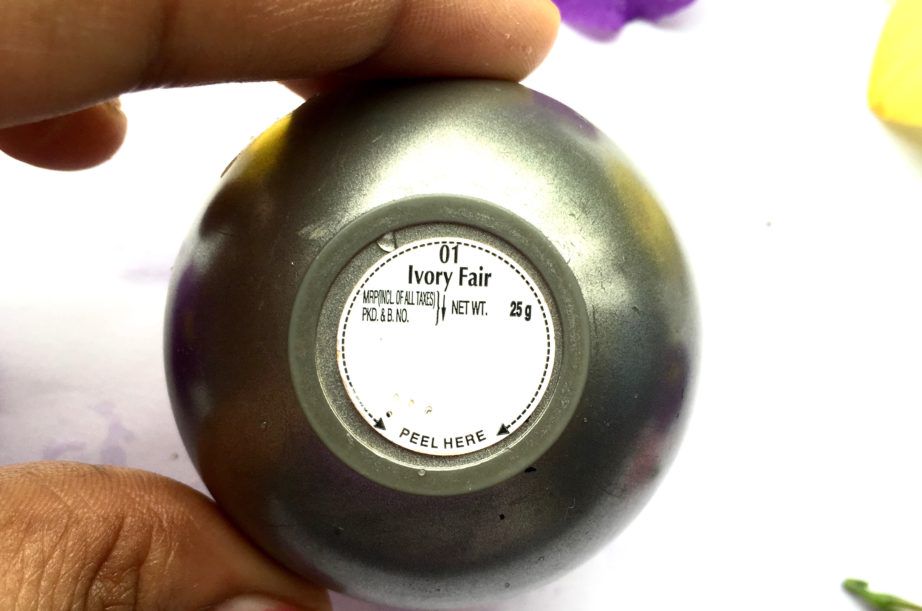 01
Ivory Fair
MRP(INCL. OF ALL TAXES)
PKD. & B. NO.
NET WT. 25 g
PEEL HERE